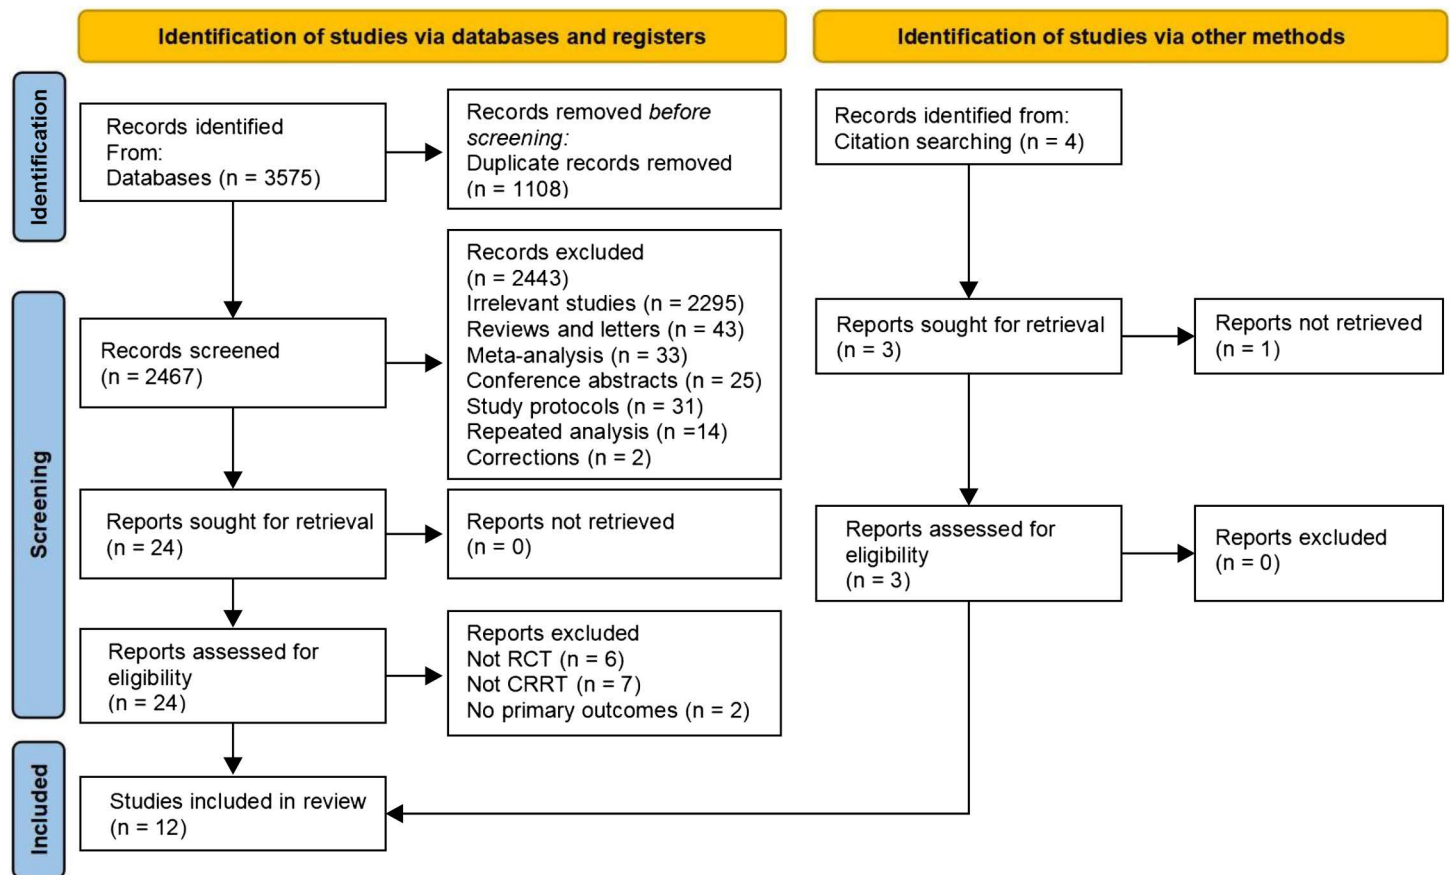 Identification of studies via databases and registers
Identification of studies via other methods
Identification
Records identified
From:
Databases (n = 3575)
Records removed before
screening:
Duplicate records removed
(n = 1108)
Records identified from:
Citation searching (n = 4)
Screening
Records screened
(n = 2467)
Records excluded
(n = 2443)
Irrelevant studies (n = 2295)
Reviews and letters (n = 43)
Meta-analysis (n = 33)
Conference abstracts (n = 25)
Study protocols (n = 31)
Repeated analysis (n =14)
Corrections (n = 2)
Reports sought for retrieval
(n = 3)
Reports not retrieved
(n = 1)
Reports sought for retrieval
(n = 24)
Reports not retrieved
(n = 0)
Reports assessed for
eligibility
(n = 3)
Reports excluded
(n = 0)
Reports assessed for
eligibility
(n = 24)
Reports excluded
Not RCT (n = 6)
Not CRRT (n = 7)
No primary outcomes (n = 2)
Included
Studies included in review
(n = 12)